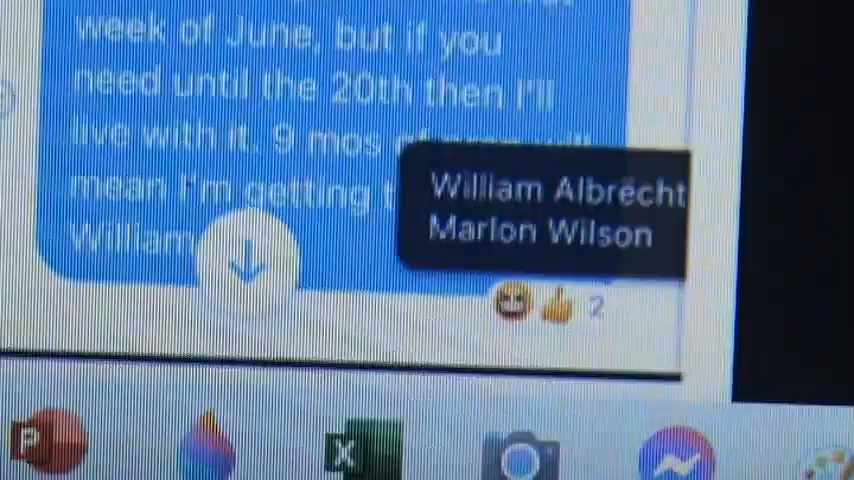 week of June, but if you
need until the 20th then I'll
live with it. 9 mos
mean I'm getting
William
William Albrecht
Marlon Wilson
2
P
X